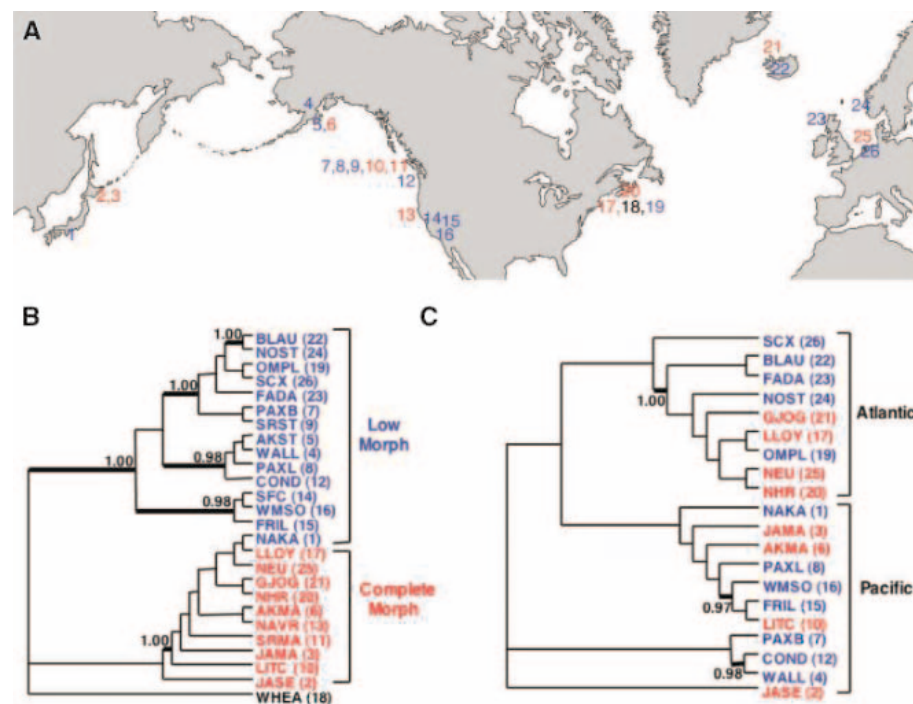 A
21
22
4
24
23
5,6
25
26
7,8,9,10,11
12
2,3
20
17,18,19
13
14 15
1
16
B
1.00
BLAU (22)
NOST (24)
OMPL (19)
SCX (26)
1.00
FADA (23)
PAXB (7)
SRST (9)
Low
Morph
AKST (5)
WALL (4)
0.98
PAXL (8)
1.00
COND (12)
0.98
SFC (14)
WMSO (16)
FRIL (15)
NAKA (1)
LLOY (17)
NEU (25)
GJOG (21)
Complete
Morph
NHR (20)
AKMA (6)
NAVR (13)
1.00
SRMA (11)
JAMA (3)
LITC (10)
JASE (2)
WHEA (18)
C
SCX (26)
BLAU (22)
FADA (23)
1.00
NOST (24)
Atlantic
GJOG (21)
LLOY (17)
OMPL (19)
NEU (25)
NHR (20)
NAKA (1)
JAMA (3)
AKMA (6)
PAXL (8)
WMSO (16)
Pacific
0.97
FRIL (15)
LITC (10)
PAXB (7)
COND (12)
0.98
WALL (4)
JASE (2)